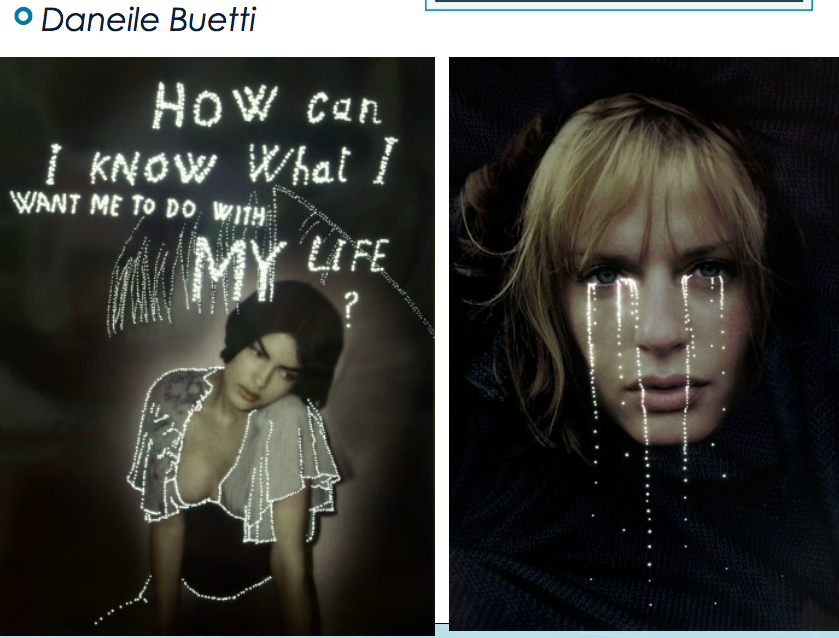 Daneile Buetti
HOW can
I KNOW What I
WANT ME TO DO WITH
MY LIFE
?